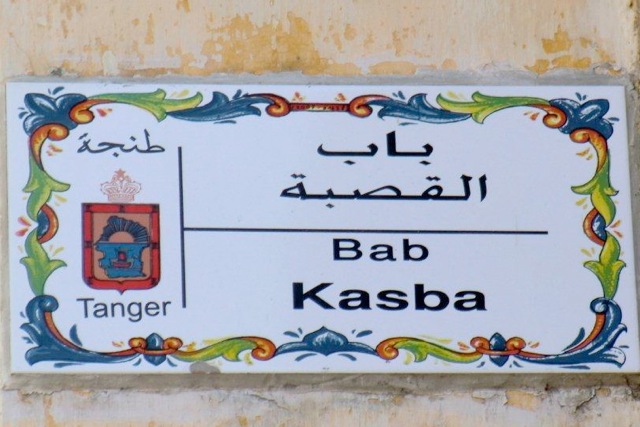 طنجة
Tanger
باب
القصبة
Bab
Kasba